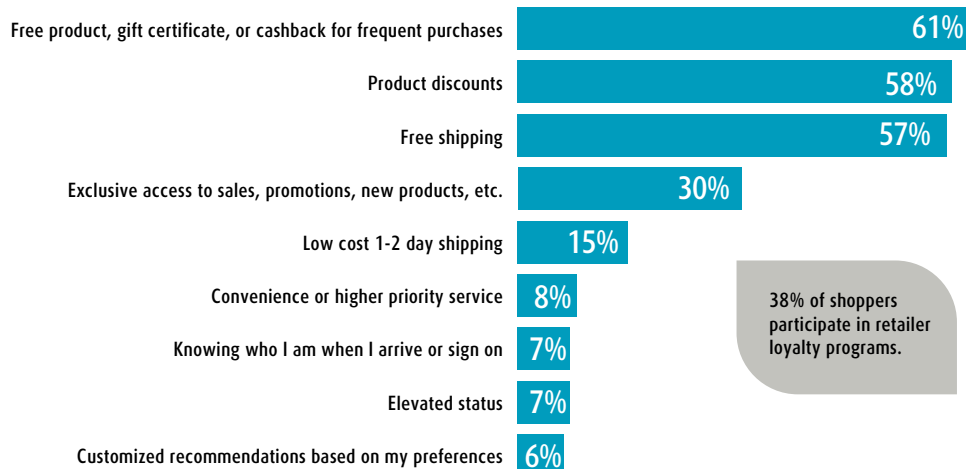 Free product, gift certificate, or cashback for frequent purchases 61%
Product discounts 58%
Free shipping 57%
Exclusive access to sales, promotions, new products, etc. 30%
Low cost 1-2 day shipping 15%
Convenience or higher priority service 8%
Knowing who I am when I arrive or sign on 7%
Elevated status 7%
Customized recommendations based on my preferences 6%
38% of shoppers
participate in retailer
loyalty programs.